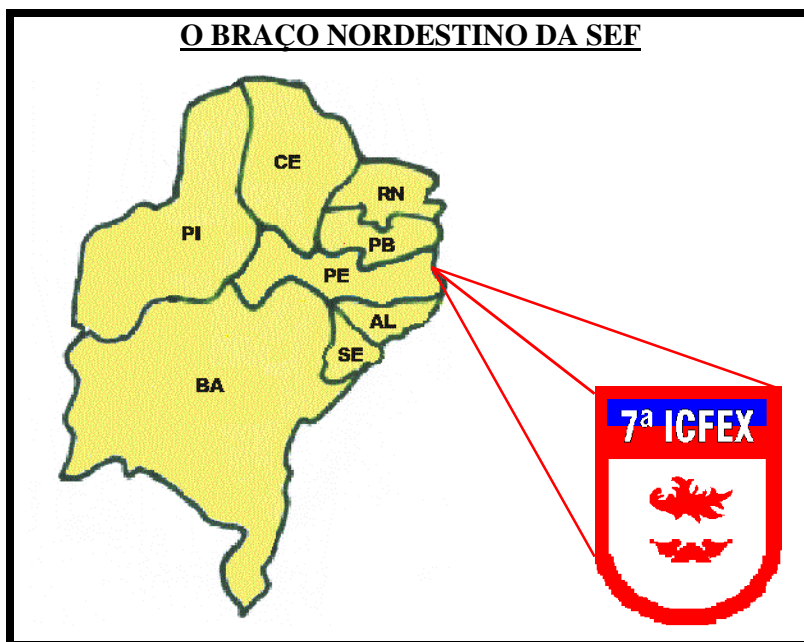 O BRAÇO NORDESTINO DA SEF
CE
RN
PI
PB
PE
AL
SE
BA
7ª ICFEX